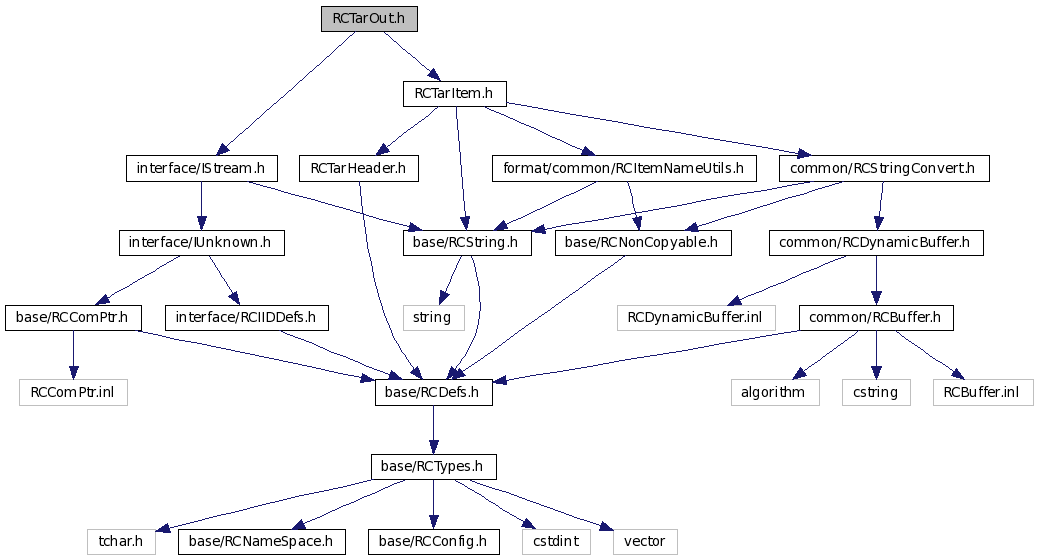 RCTarOut.h
RCTarItem.h
interface/IStream.h
RCTarHeader.h
format/common/RCItemNameUtils.h
common/RCStringConvert.h
interface/IUnknown.h
base/RCString.h
base/RCNonCopyable.h
common/RCDynamicBuffer.h
base/RCComPtr.h
interface/RCIIDDefs.h
string
RCDynamicBuffer.inl
common/RCBuffer.h
RCComPtr.inl
base/RCDefs.h
algorithm
cstring
RCBuffer.inl
base/RCTypes.h
tchar.h
base/RCNameSpace.h
base/RCConfig.h
cstdint
vector